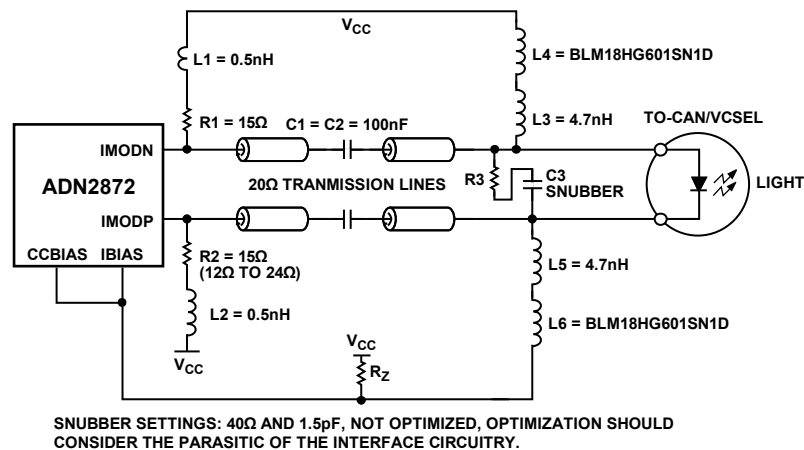 VCC
L1 = 0.5nH
L4 = BLM18HG601SN1D
R1 = 15Ω
C1 = C2 = 100nF
L3 = 4.7nH
TO-CAN/VCSEL
IMODN
ADN2872
R3
C3
SNUBBER
20Ω TRANMISSION LINES
LIGHT
IMODP
CCBIAS
IBIAS
R2 = 15Ω
(12Ω TO 24Ω)
L5 = 4.7nH
L2 = 0.5nH
L6 = BLM18HG601SN1D
VCC
VCC
RZ
SNUBBER SETTINGS: 40Ω AND 1.5pF, NOT OPTIMIZED, OPTIMIZATION SHOULD
CONSIDER THE PARASITIC OF THE INTERFACE CIRCUITRY.